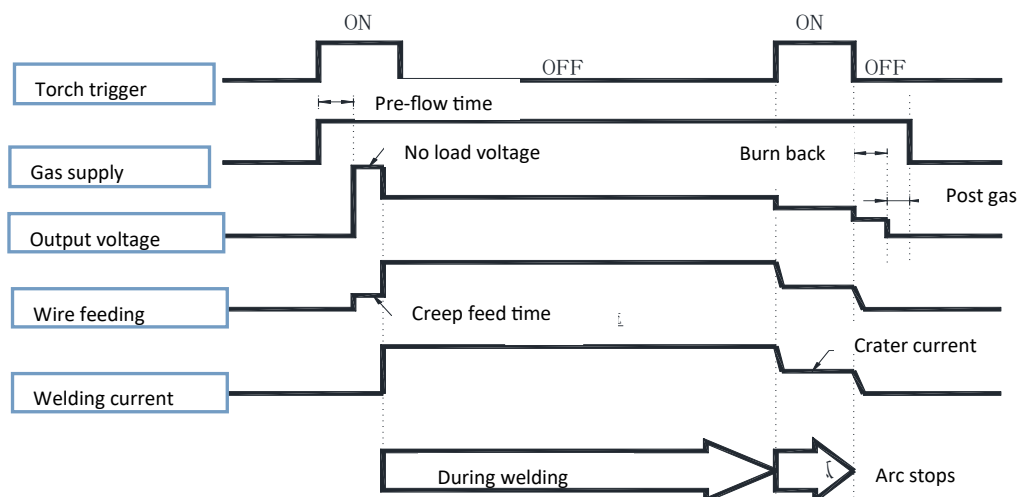 ON
ON
OFF
OFF
Torch trigger
Pre-flow time
No load voltage
Burn back
Gas supply
Post gas
Output voltage
Wire feeding
Creep feed time
Crater current
Welding current
During welding
Arc stops